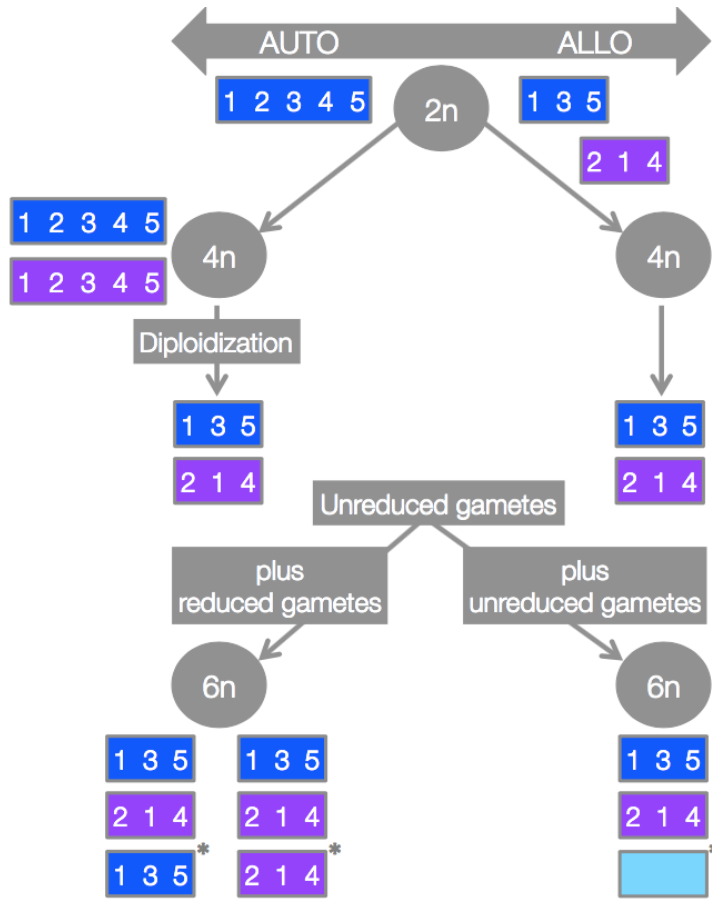 AUTO ALLO
1 2 3 4 5
2n
1 3 5
2 1 4
1 2 3 4 5
1 2 3 4 5
4n
4n
Diploidization
1 3 5
2 1 4
1 3 5
2 1 4
Unreduced gametes
plus
reduced gametes
plus
unreduced gametes
6n
6n
1 3 5
2 1 4
1 3 5 *
1 3 5
2 1 4
2 1 4 *
1 3 5
2 1 4
*